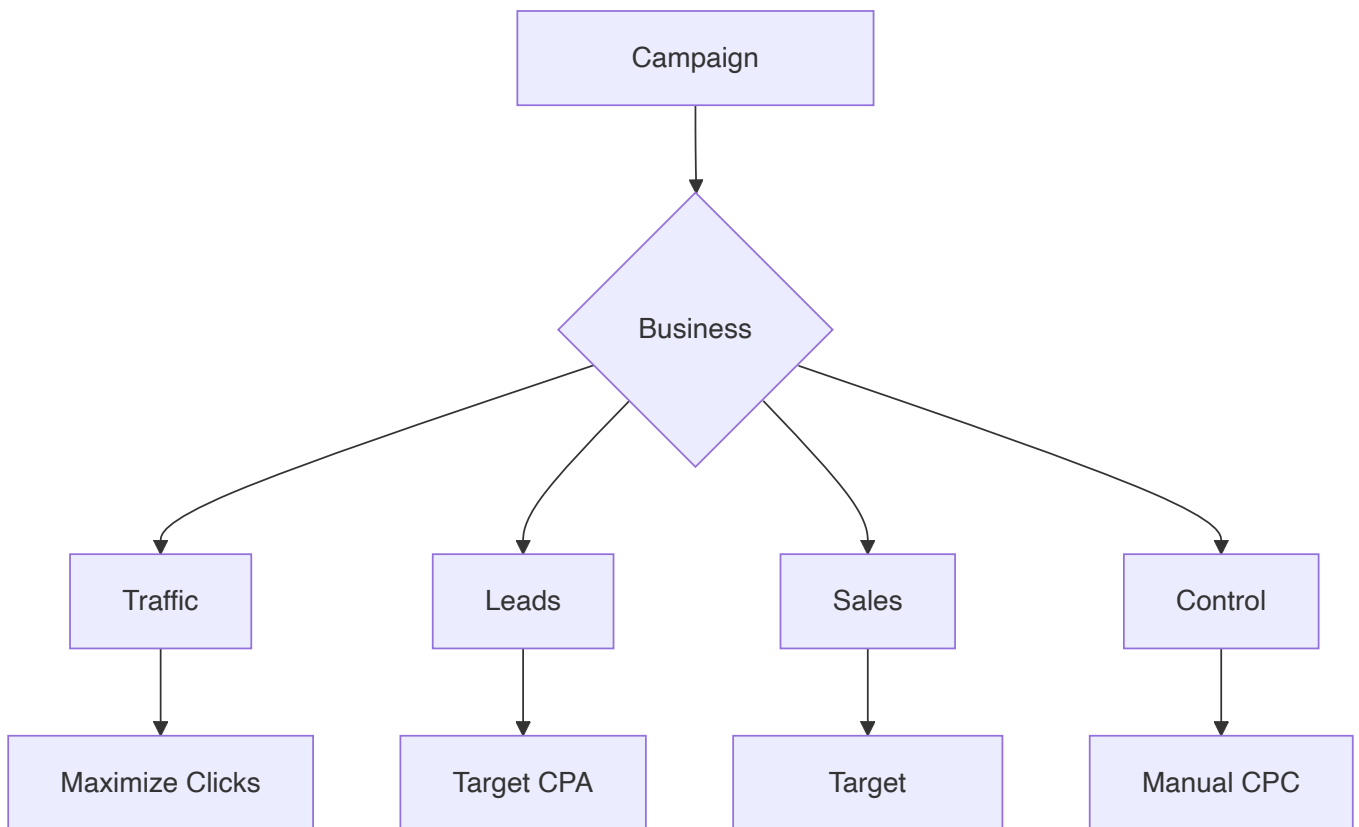 Campaign
Business
Traffic
Leads
Sales
Control
Maximize Clicks
Target CPA
Target
Manual CPC